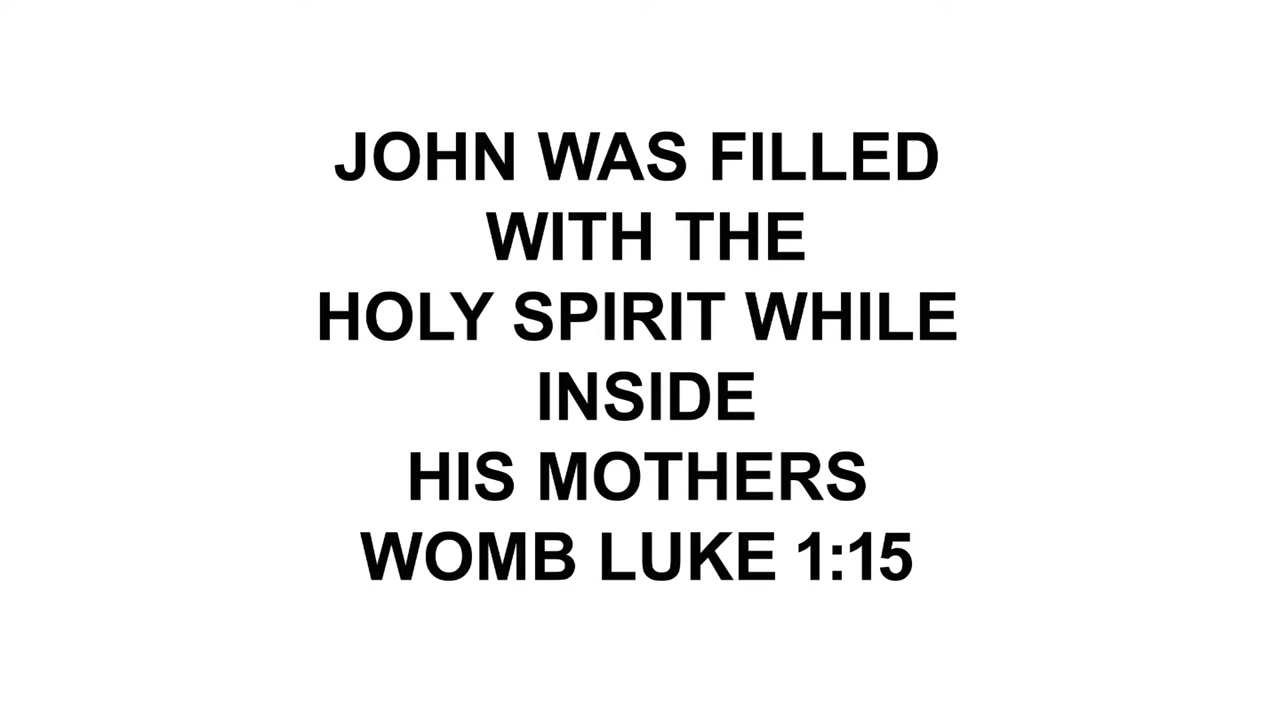 JOHN WAS FILLED
WITH THE
HOLY SPIRIT WHILE
INSIDE
HIS MOTHERS
WOMB LUKE 1:15